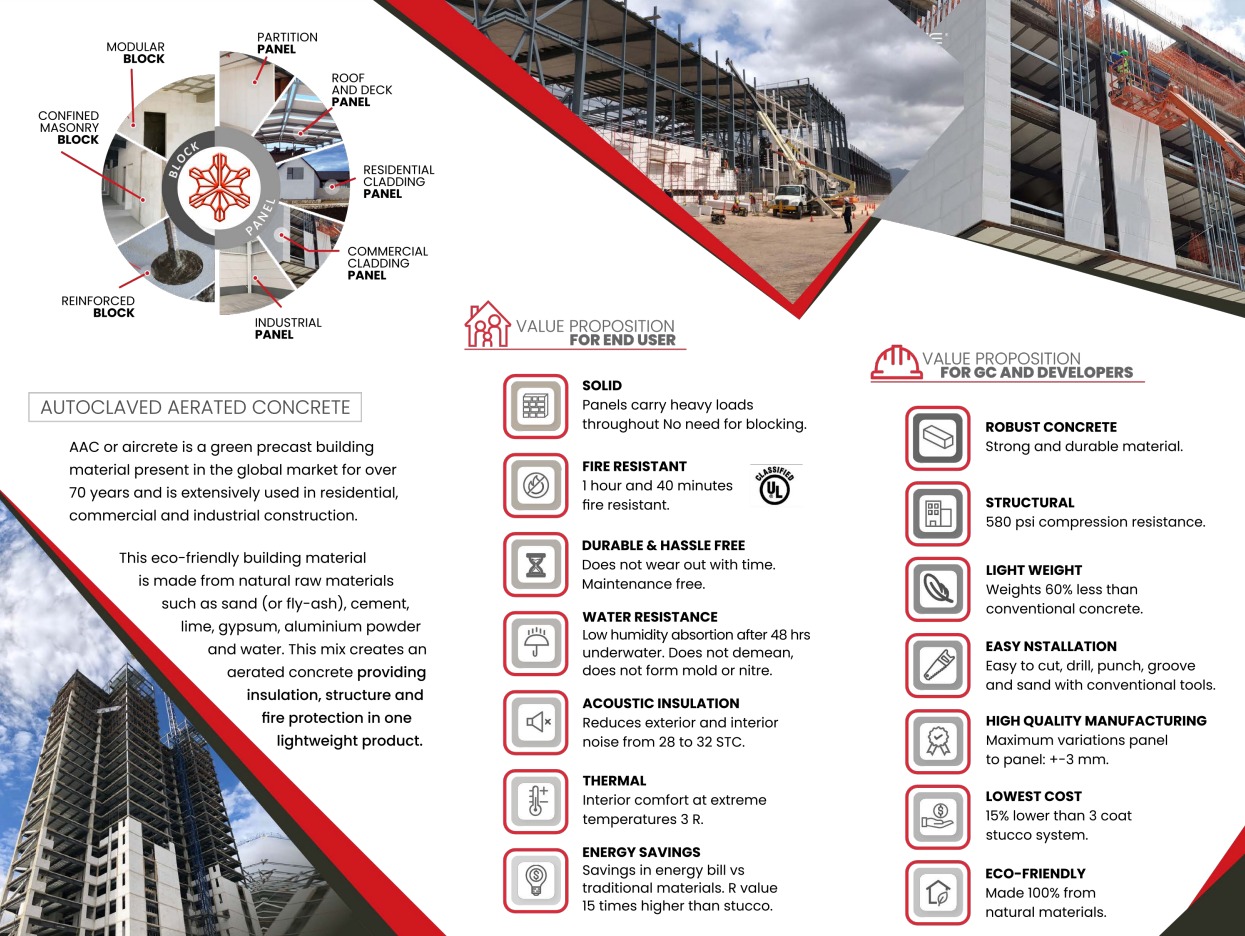 MODULAR
BLOCK
PARTITION
PANEL
ROOF
AND DECK
PANEL
CONFINED
MASONRY
BLOCK
RESIDENTIAL
CLADDING
PANEL
COMMERCIAL
CLADDING
PANEL
REINFORCED
BLOCK
INDUSTRIAL
PANEL
BLOCK
PANEL
AUTOCLAVED AERATED CONCRETE
AAC or aircrete is a green precast building
material present in the global market for over
70 years and is extensively used in residential,
commercial and industrial construction.
This eco-friendly building material
is made from natural raw materials
such as sand (or fly-ash), cement,
lime, gypsum, aluminium powder
and water. This mix creates an
aerated concrete providing
insulation, structure and
fire protection in one
lightweight product.
VALUE PROPOSITION
FOR END USER
SOLID
Panels carry heavy loads
throughout No need for blocking.
FIRE RESISTANT
1 hour and 40 minutes
fire resistant.
CLASSIFIED
UL
DURABLE & HASSLE FREE
Does not wear out with time.
Maintenance free.
WATER RESISTANCE
Low humidity absortion after 48 hrs
underwater. Does not demean,
does not form mold or nitre.
ACOUSTIC INSULATION
Reduces exterior and interior
noise from 28 to 32 STC.
THERMAL
Interior comfort at extreme
temperatures 3 R.
ENERGY SAVINGS
Savings in energy bill vs
traditional materials. R value
15 times higher than stucco.
VALUE PROPOSITION
FOR GC AND DEVELOPERS
ROBUST CONCRETE
Strong and durable material.
STRUCTURAL
580 psi compression resistance.
LIGHT WEIGHT
Weights 60% less than
conventional concrete.
EASY NSTALLATION
Easy to cut, drill, punch, groove
and sand with conventional tools.
HIGH QUALITY MANUFACTURING
Maximum variations panel
to panel: +-3 mm.
LOWEST COST
15% lower than 3 coat
stucco system.
ECO-FRIENDLY
Made 100% from
natural materials.